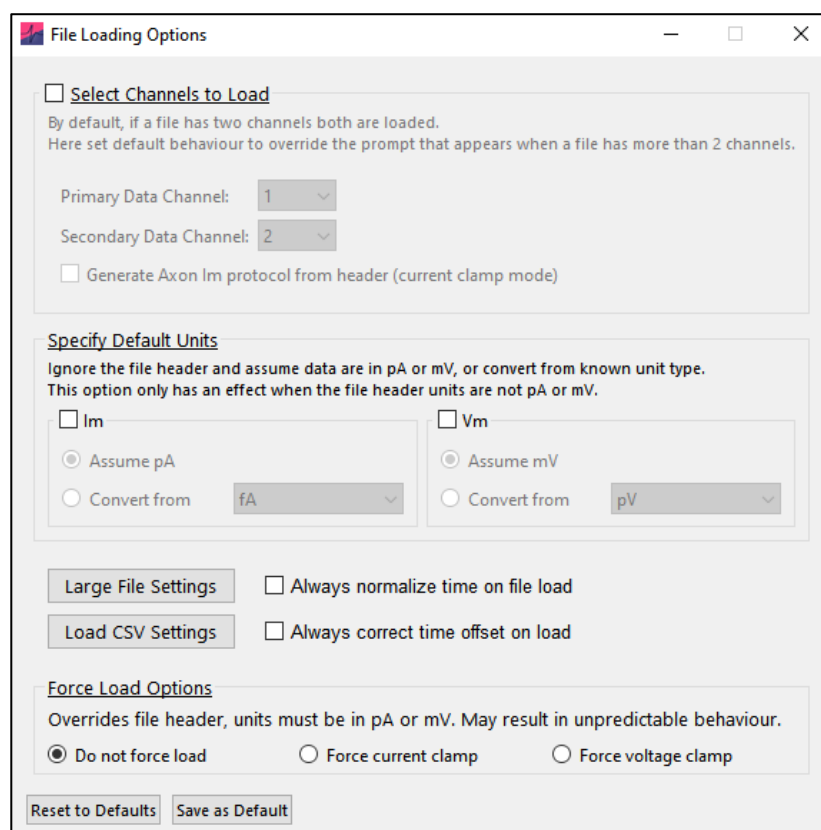 File Loading Options
Select Channels to Load
By default, if a file has two channels both are loaded.
Here set default behaviour to override the prompt that appears when a file has more than 2 channels.
Primary Data Channel: 1
Secondary Data Channel: 2
Generate Axon Im protocol from header (current clamp mode)
Specify Default Units
Ignore the file header and assume data are in pA or mV, or convert from known unit type.
This option only has an effect when the file header units are not pA or mV.
Im Vm
Assume pA Assume mV
Convert from fA Convert from pV
Large File Settings Always normalize time on file load
Load CSV Settings Always correct time offset on load
Force Load Options
Overrides file header, units must be in pA or mV. May result in unpredictable behaviour.
Do not force load Force current clamp Force voltage clamp
Reset to Defaults Save as Default